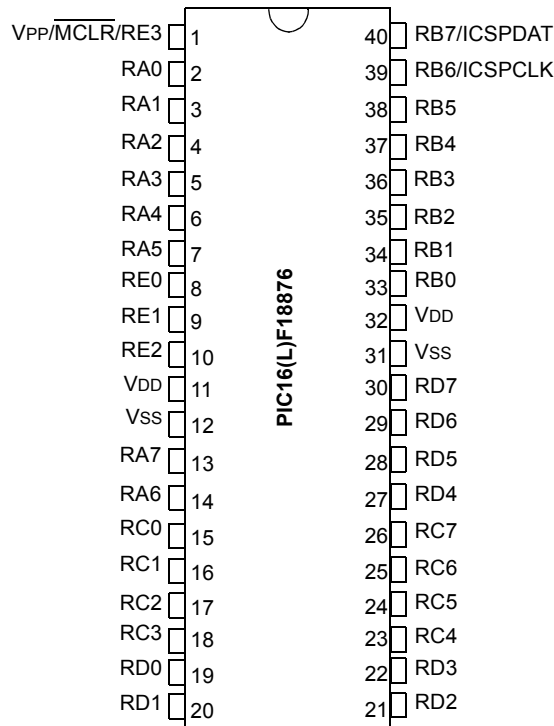 VPP/MCLR/RE3 1 40 RB7/ICSPDAT
RA0 2 39 RB6/ICSPCLK
RA1 3 38 RB5
RA2 4 37 RB4
RA3 5 36 RB3
RA4 6 35 RB2
RA5 7 34 RB1
RE0 8 33 RB0
RE1 9 32 VDD
RE2 10 31 VSS
VDD 11 30 RD7
VSS 12 29 RD6
RA7 13 28 RD5
RA6 14 27 RD4
RC0 15 26 RC7
RC1 16 25 RC6
RC2 17 24 RC5
RC3 18 23 RC4
RD0 19 22 RD3
RD1 20 21 RD2
PIC16(L)F18876